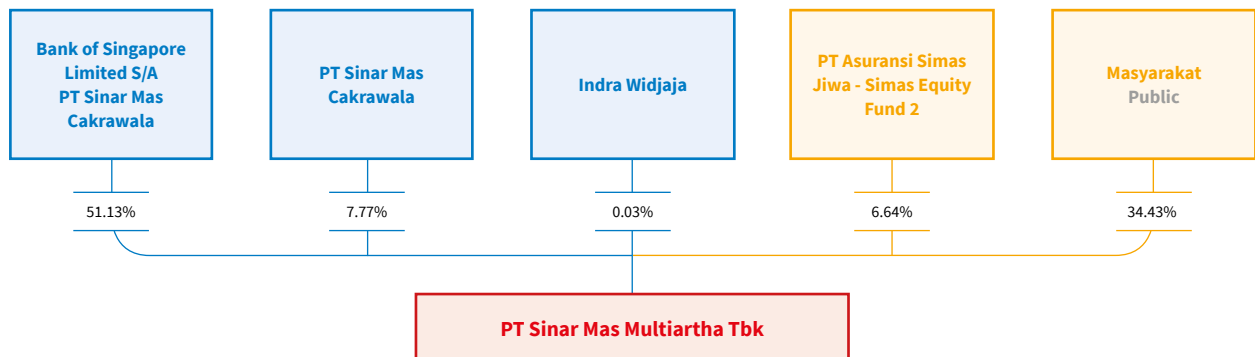 Bank of Singapore
Limited S/A
PT Sinar Mas
Cakrawala
PT Sinar Mas
Cakrawala
Indra Widjaja
PT Asuransi Simas
Jiwa - Simas Equity
Fund 2
Masyarakat
Public
51.13%
7.77%
0.03%
6.64%
34.43%
PT Sinar Mas Multiartha Tbk